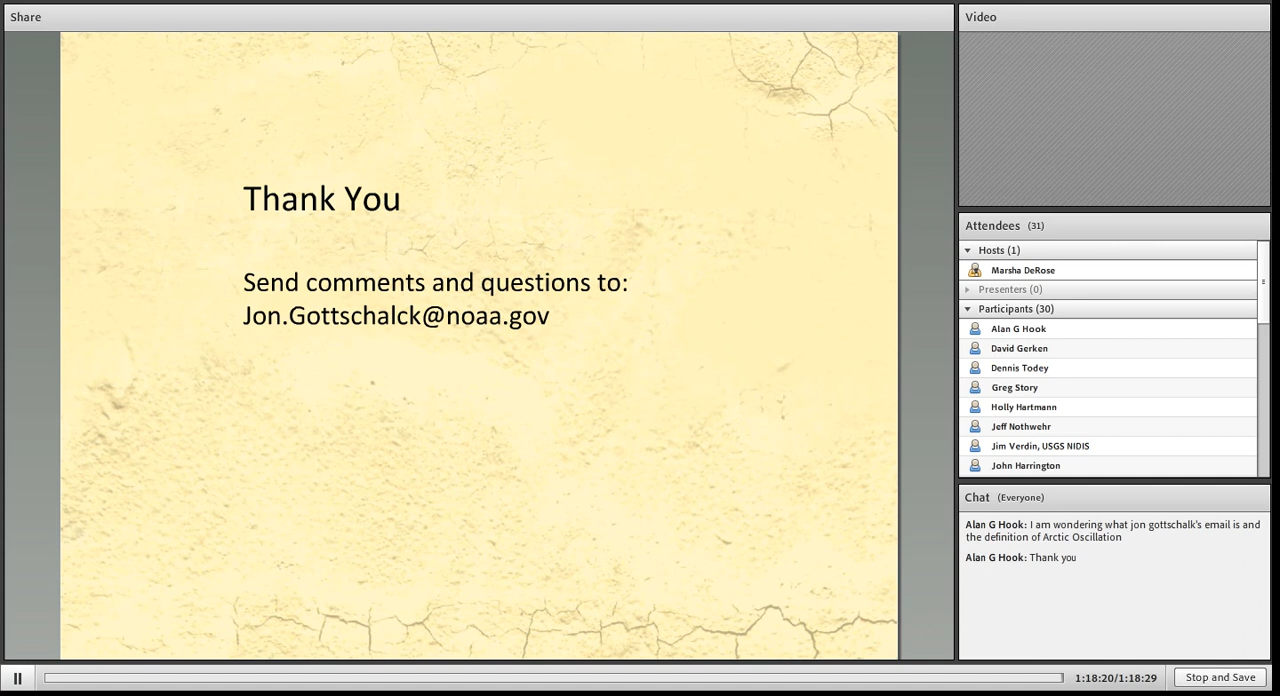 Share
Thank You
Send comments and questions to:
Jon.Gottschalck@noaa.gov
Video
Attendees (31)
Hosts (1)
Marsha DeRose
Presenters (0)
Participants (30)
Alan G Hook
David Gerken
Dennis Todey
Greg Story
Holly Hartmann
Jeff Nothwehr
Jim Verdin, USGS NIDIS
John Harrington
Chat (Everyone)
Alan G Hook: I am wondering what jon gottschalk's email is and
the definition of Arctic Oscillation
Alan G Hook: Thank you
1:18:20/1:18:29
Stop and Save